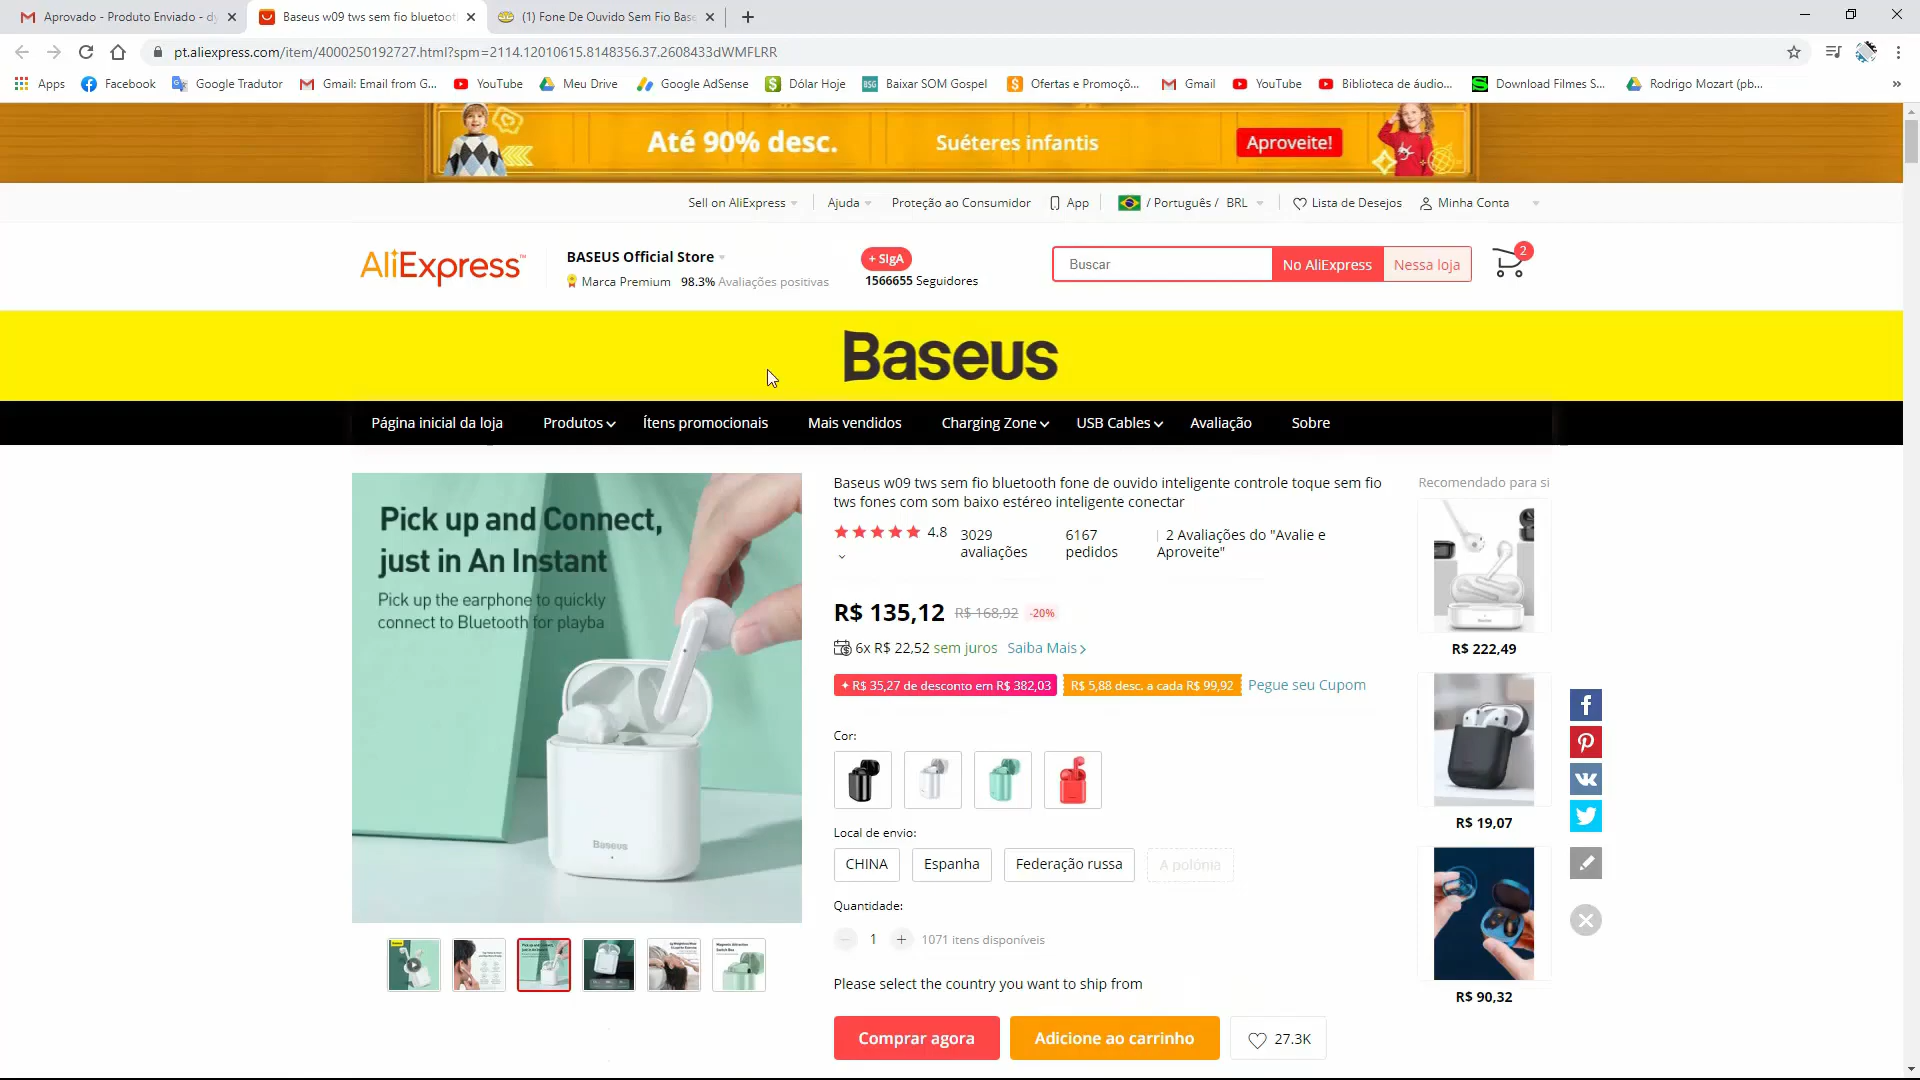 Aprovado - Produto Enviado - dy
Baseus w09 tws sem fio bluetoot
(1) Fone De Ouvido Sem Fio Base
pt.aliexpress.com/item/4000250192727.html?spm=2114.12010615.8148356.37.2608433dWMFLRR
Apps
Facebook
Google Tradutor
Gmail: Email from G...
YouTube
Meu Drive
Google AdSense
Dólar Hoje
Baixar SOM Gospel
Ofertas e Promoçõ...
Gmail
YouTube
Biblioteca de áudio...
Download Filmes S...
Rodrigo Mozart (pb...
Até 90% desc.
Suéteres infantis
Aproveite!
Sell on AliExpress
Ajuda
Proteção ao Consumidor
App
/ Português / BRL
Lista de Desejos
Minha Conta
AliExpress™
BASEUS Official Store
Marca Premium 98.3% Avaliações positivas
+ SIgA
1566655 Seguidores
Buscar
No AliExpress
Nessa loja
2
Baseus
Página inicial da loja
Produtos
Ítens promocionais
Mais vendidos
Charging Zone
USB Cables
Avaliação
Sobre
Pick up and Connect,
just in An Instant
Pick up the earphone to quickly
connect to Bluetooth for playba
Baseus
Baseus w09 tws sem fio bluetooth fone de ouvido inteligente controle toque sem fio
tws fones com som baixo estéreo inteligente conectar
4.8
3029
avaliações
6167
pedidos
2 Avaliações do "Avalie e
Aproveite"
R$ 135,12 R$ 168,92 -20%
6x R$ 22,52 sem juros Saiba Mais
R$ 35,27 de desconto em R$ 382,03
R$ 5,88 desc. a cada R$ 99,92
Pegue seu Cupom
Cor:
Local de envio:
CHINA
Espanha
Federação russa
A polónia
Quantidade:
1
1071 itens disponíveis
Please select the country you want to ship from
Comprar agora
Adicione ao carrinho
27.3K
Recomendado para si
R$ 222,49
R$ 19,07
R$ 90,32